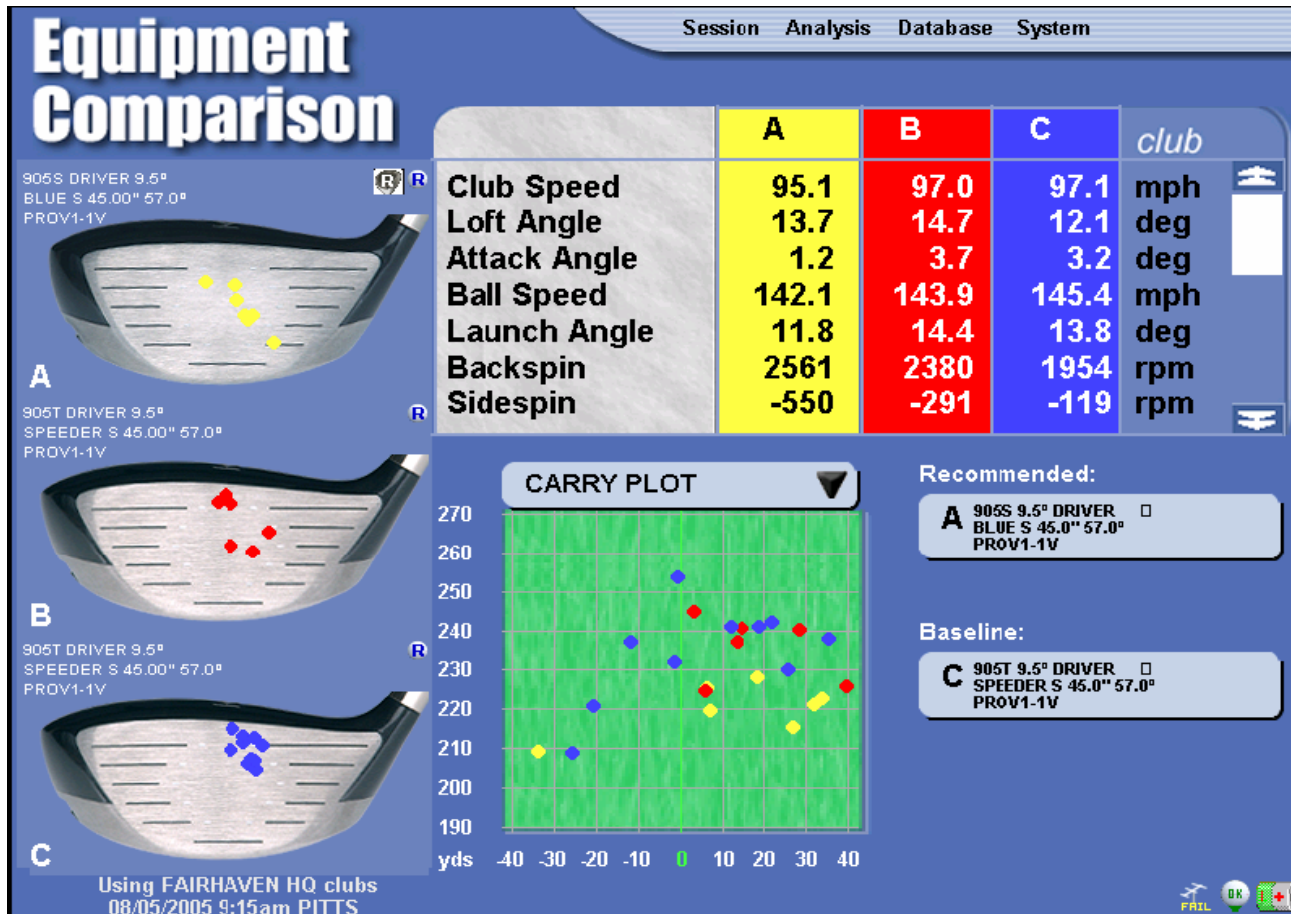 Equipment
Comparison
Session Analysis Database System
A B C club
Club Speed 95.1 97.0 97.1 mph
Loft Angle 13.7 14.7 12.1 deg
Attack Angle 1.2 3.7 3.2 deg
Ball Speed 142.1 143.9 145.4 mph
Launch Angle 11.8 14.4 13.8 deg
Backspin 2561 2380 1954 rpm
Sidespin -550 -291 -119 rpm
905S DRIVER 9.5º
BLUE S 45.00" 57.0º
PROV1-1V
R R
A
905T DRIVER 9.5º
SPEEDER S 45.00" 57.0º
PROV1-1V
R
B
905T DRIVER 9.5º
SPEEDER S 45.00" 57.0º
PROV1-1V
R
C
Using FAIRHAVEN HQ clubs
08/05/2005 9:15am PITTS
CARRY PLOT
270
260
250
240
230
220
210
200
190
yds -40 -30 -20 -10 0 10 20 30 40
Recommended:
A 905S 9.5º DRIVER
BLUE S 45.0" 57.0º
PROV1-1V
Baseline:
C 905T 9.5º DRIVER
SPEEDER S 45.0" 57.0º
PROV1-1V
FAIL
OK